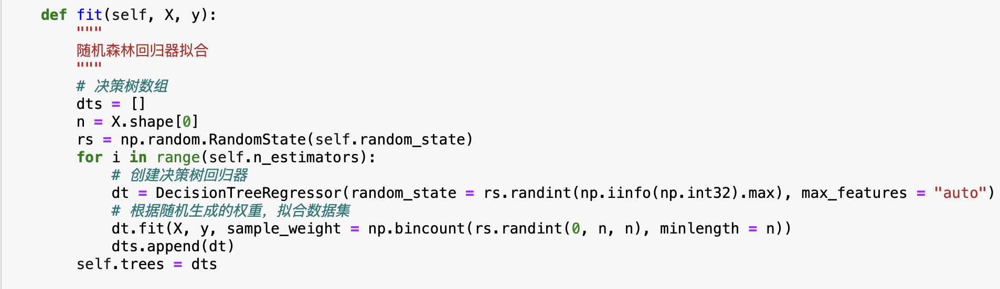 def fit(self, X, y):
"""
随机森林回归器拟合
"""
# 决策树数组
dts = []
n = X.shape[0]
rs = np.random.RandomState(self.random_state)
for i in range(self.n_estimators):
# 创建决策树回归器
dt = DecisionTreeRegressor(random_state = rs.randint(np.iinfo(np.int32).max), max_features = "auto")
# 根据随机生成的权重，拟合数据集
dt.fit(X, y, sample_weight = np.bincount(rs.randint(0, n, n), minlength = n))
dts.append(dt)
self.trees = dts